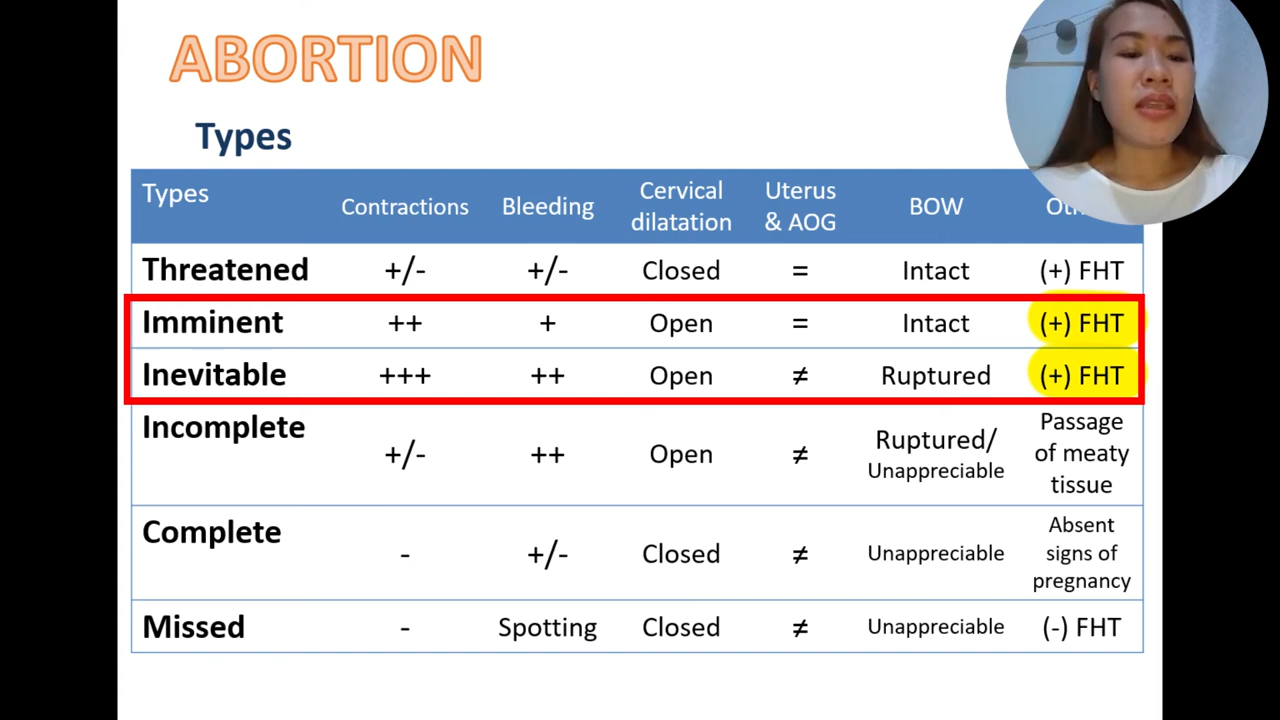 ABORTION
Types
Types Contractions Bleeding Cervical dilatation Uterus & AOG BOW
Threatened +/- +/- Closed = Intact (+) FHT
Imminent ++ + Open = Intact (+) FHT
Inevitable +++ ++ Open ≠ Ruptured (+) FHT
Incomplete +/- ++ Open ≠ Ruptured/ Unappreciable Passage of meaty tissue
Complete - +/- Closed ≠ Unappreciable Absent signs of pregnancy
Missed - Spotting Closed ≠ Unappreciable (-) FHT